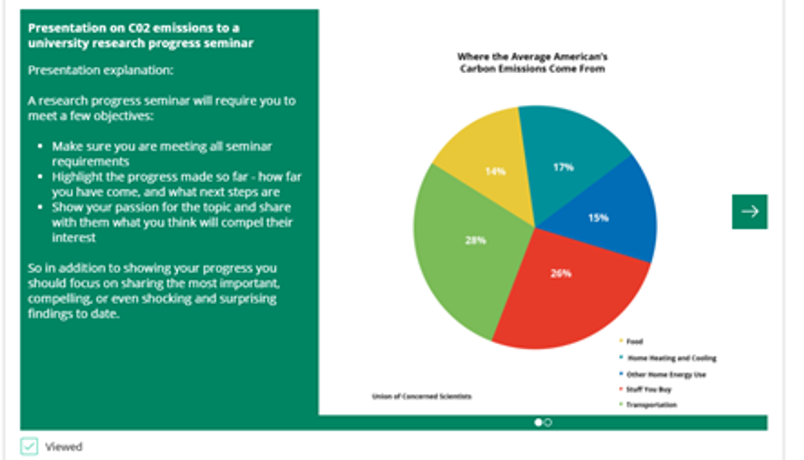 Presentation on C02 emissions to a
university research progress seminar
Presentation explanation:
A research progress seminar will require you to
meet a few objectives:
• Make sure you are meeting all seminar
requirements
• Highlight the progress made so far - how far
you have come, and what next steps are
• Show your passion for the topic and share
with them what you think will compel their
interest
So in addition to showing your progress you
should focus on sharing the most important,
compelling, or even shocking and surprising
findings to date.
Where the Average American's
Carbon Emissions Come From
14%
17%
15%
28%
26%
Food
Home Heating and Cooling
Other Home Energy Use
Stuff You Buy
Transportation
Union of Concerned Scientists
Viewed